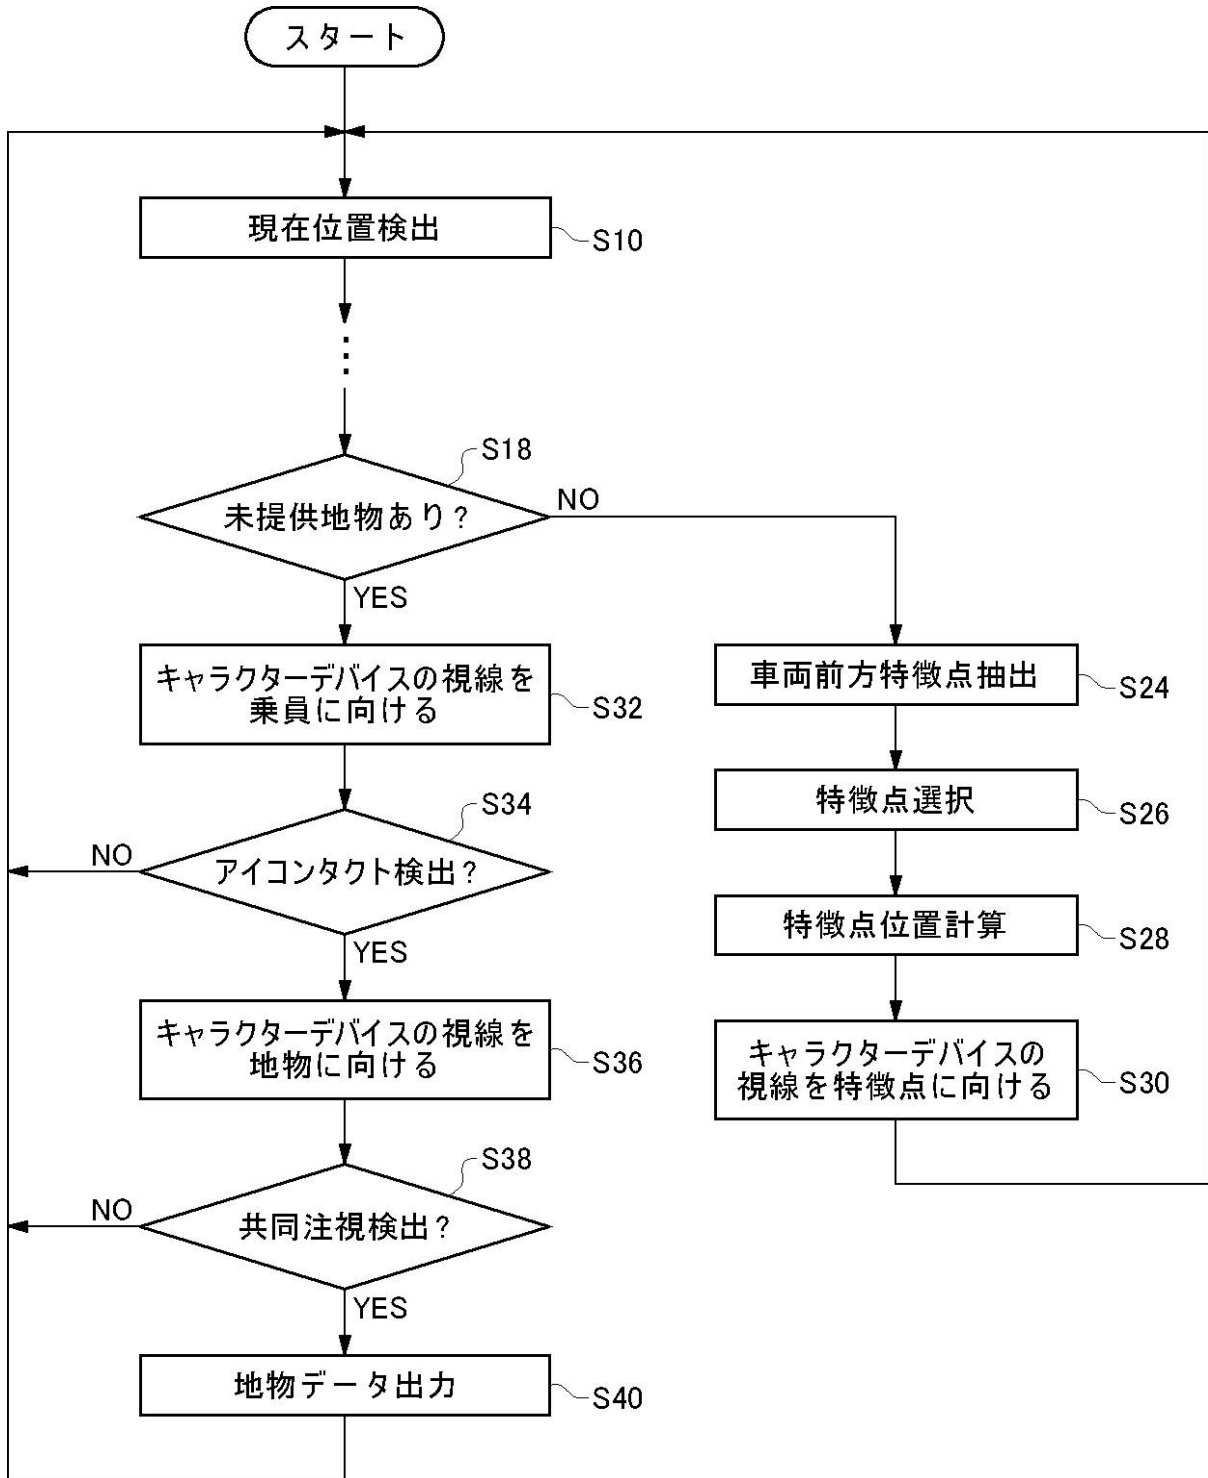 スタート
現在位置検出
S10
⋮
S18
未提供地物あり?
NO
YES
キャラクターデバイスの視線を
乗員に向ける
S32
S34
アイコンタクト検出?
NO
YES
キャラクターデバイスの視線を
地物に向ける
S36
S38
共同注視検出?
NO
YES
地物データ出力
S40
車両前方特徴点抽出
S24
特徴点選択
S26
特徴点位置計算
S28
キャラクターデバイスの
視線を特徴点に向ける
S30